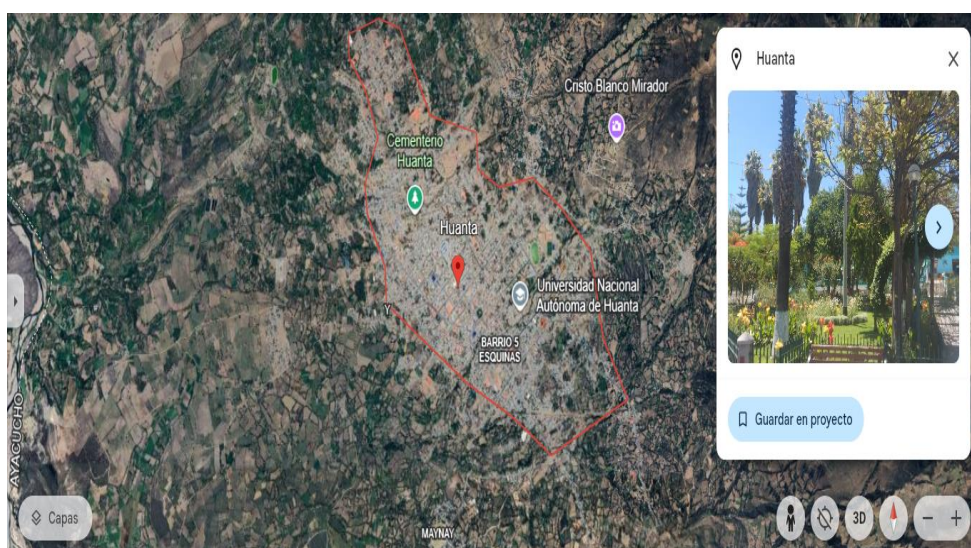 Huanta
Cristo Blanco Mirador
Cementerio
Huanta
Huanta
Universidad Nacional
Autónoma de Huanta
BARRIO 5
ESQUINAS
Y
AYACUCHO
Guardar en proyecto
Capas
MAYNAY
3D